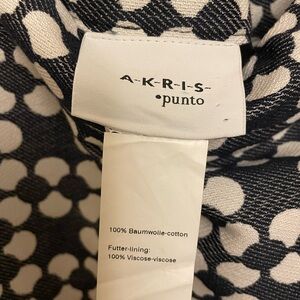 A-K-R-I-S-
•punto
100% Baumwolle-cotton
Futter-lining:
100% Viscose-viscose